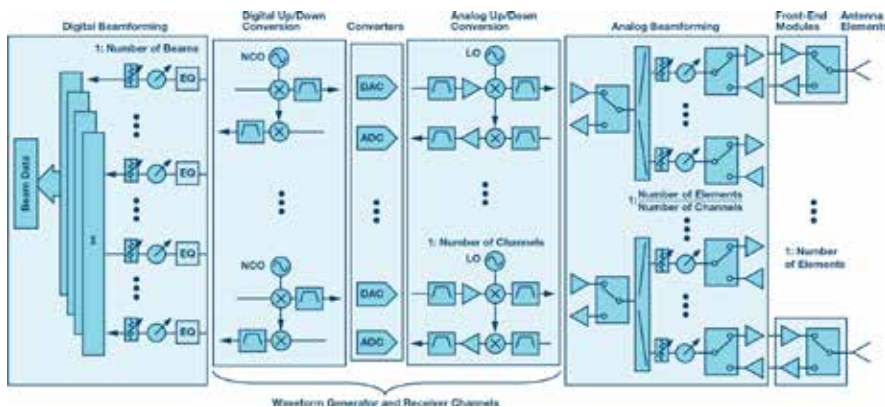 Digital Beamforming
Digital Up/Down
Conversion
Converters
Analog Up/Down
Conversion
Analog Beamforming
Front-End
Modules
Antenna
Elements
1: Number of Beams
EQ
EQ
EQ
EQ
Beam Data
Σ
NCO
NCO
DAC
ADC
DAC
ADC
LO
1: Number of Channels
LO
1: Number of Elements
Number of Channels
1: Number
of Elements
Waveform Generator and Receiver Channels